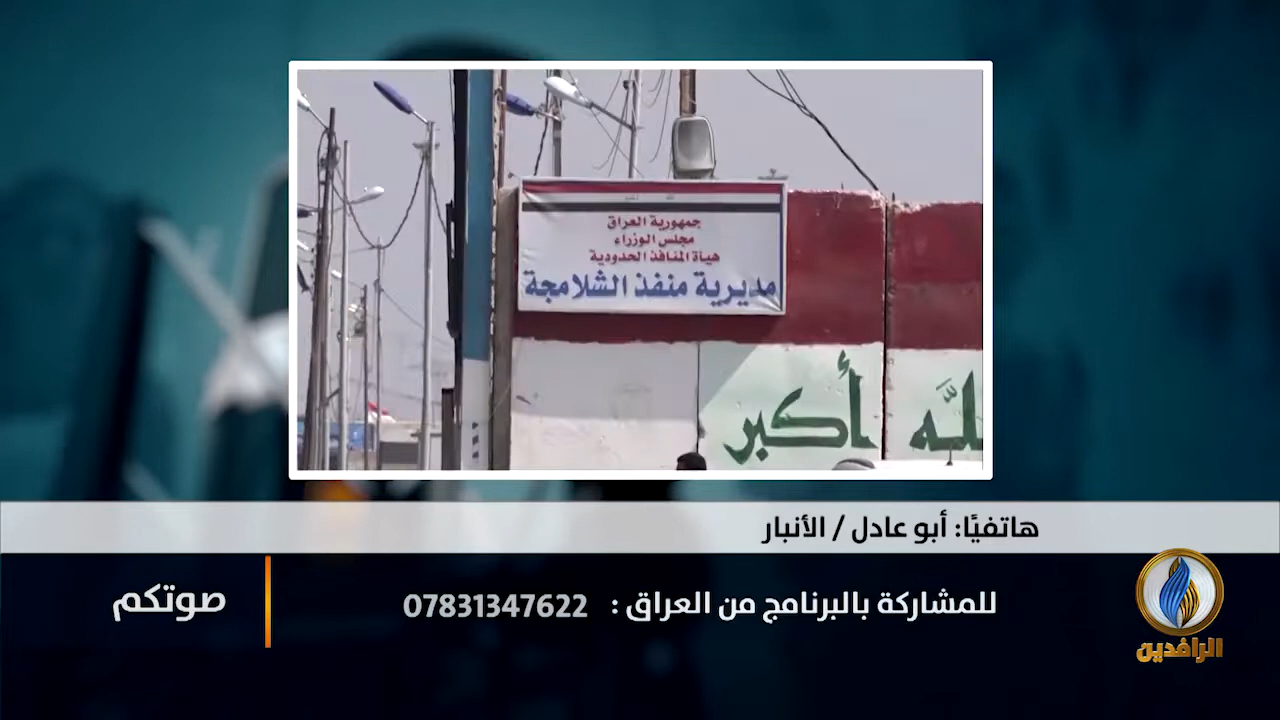 جمهورية العراق
مجلس الوزراء
هيأة المنافذ الحدودية
مديرية منفذ الشلامجة
لله أكبر
هاتفيًا: أبو عادل / الأنبار
للمشاركة بالبرنامج من العراق : 07831347622
صوتكم
الرافدين